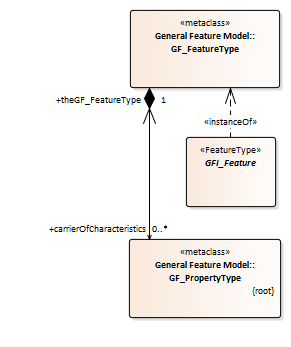 «metaclass»
General Feature Model::
GF_FeatureType
+theGF_FeatureType 1
«instanceOf»
«FeatureType»
GFI_Feature
+carrierOfCharacteristics 0..*
«metaclass»
General Feature Model::
GF_PropertyType
{root}